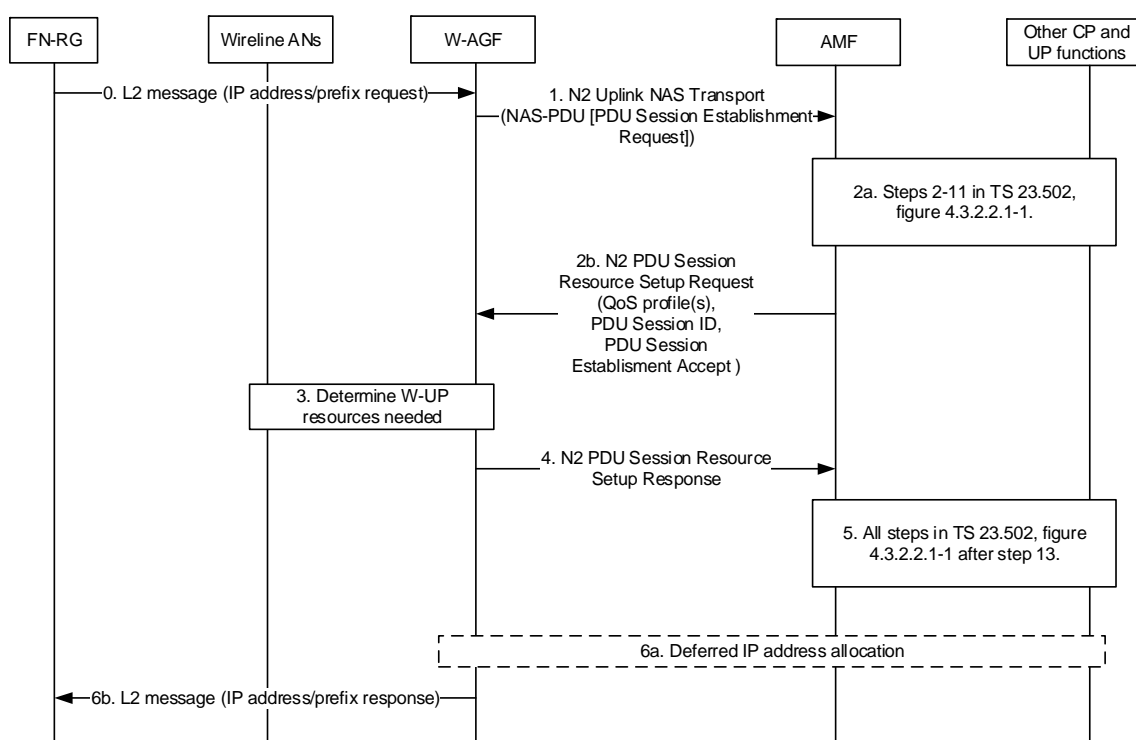 FN-RG
Wireline ANs
W-AGF
AMF
Other CP and
UP functions
0. L2 message (IP address/prefix request)
1. N2 Uplink NAS Transport
(NAS-PDU [PDU Session Establishment
Request])
2a. Steps 2-11 in TS 23.502,
figure 4.3.2.2.1-1.
2b. N2 PDU Session
Resource Setup Request
(QoS profile(s),
PDU Session ID,
PDU Session
Establisment Accept )
3. Determine W-UP
resources needed
4. N2 PDU Session Resource
Setup Response
5. All steps in TS 23.502, figure
4.3.2.2.1-1 after step 13.
6a. Deferred IP address allocation
6b. L2 message (IP address/prefix response)